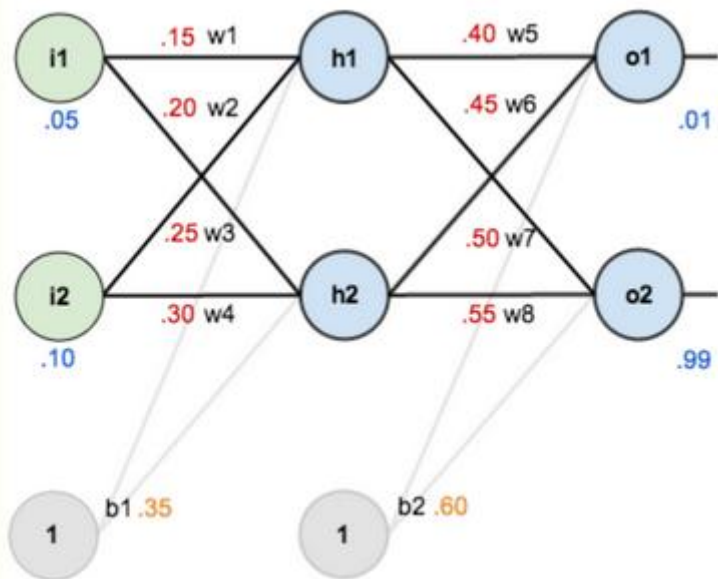 .15 w1
.40 w5
i1
h1
o1
.20 w2
.45 w6
.05
.01
.25 w3
.50 w7
i2
h2
o2
.30 w4
.55 w8
.10
.99
b1 .35
b2 .60
1
1